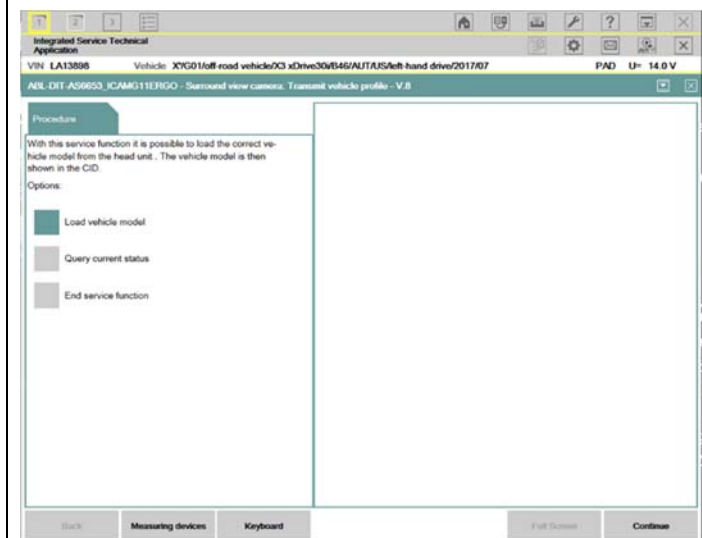 1 2 3
?
Integrated Service Technical
Application
VIN LA13898 Vehicle X'/G01/off-road vehicle/X3 xDrive30i/B46/AUT/US/left-hand drive/2017/07 PAD U= 14.0 V
ABL-DIT-AS6653_ICAMG11ERGO - Surround view camera: Transmit vehicle profile - V.8
Procedure
With this service function it is possible to load the correct ve-
hicle model from the head unit . The vehicle model is then
shown in the CID.
Options:
Load vehicle model
Query current status
End service function
Back Measuring devices Keyboard Full Screen Continue